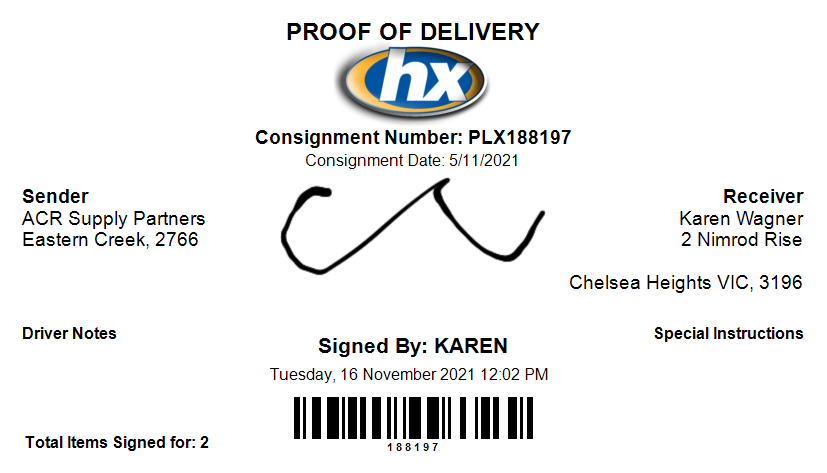 PROOF OF DELIVERY
hx
Consignment Number: PLX188197
Consignment Date: 5/11/2021
Sender
ACR Supply Partners
Eastern Creek, 2766
Receiver
Karen Wagner
2 Nimrod Rise
Chelsea Heights VIC, 3196
Driver Notes
Special Instructions
Signed By: KAREN
Tuesday, 16 November 2021 12:02 PM
188197
Total Items Signed for: 2